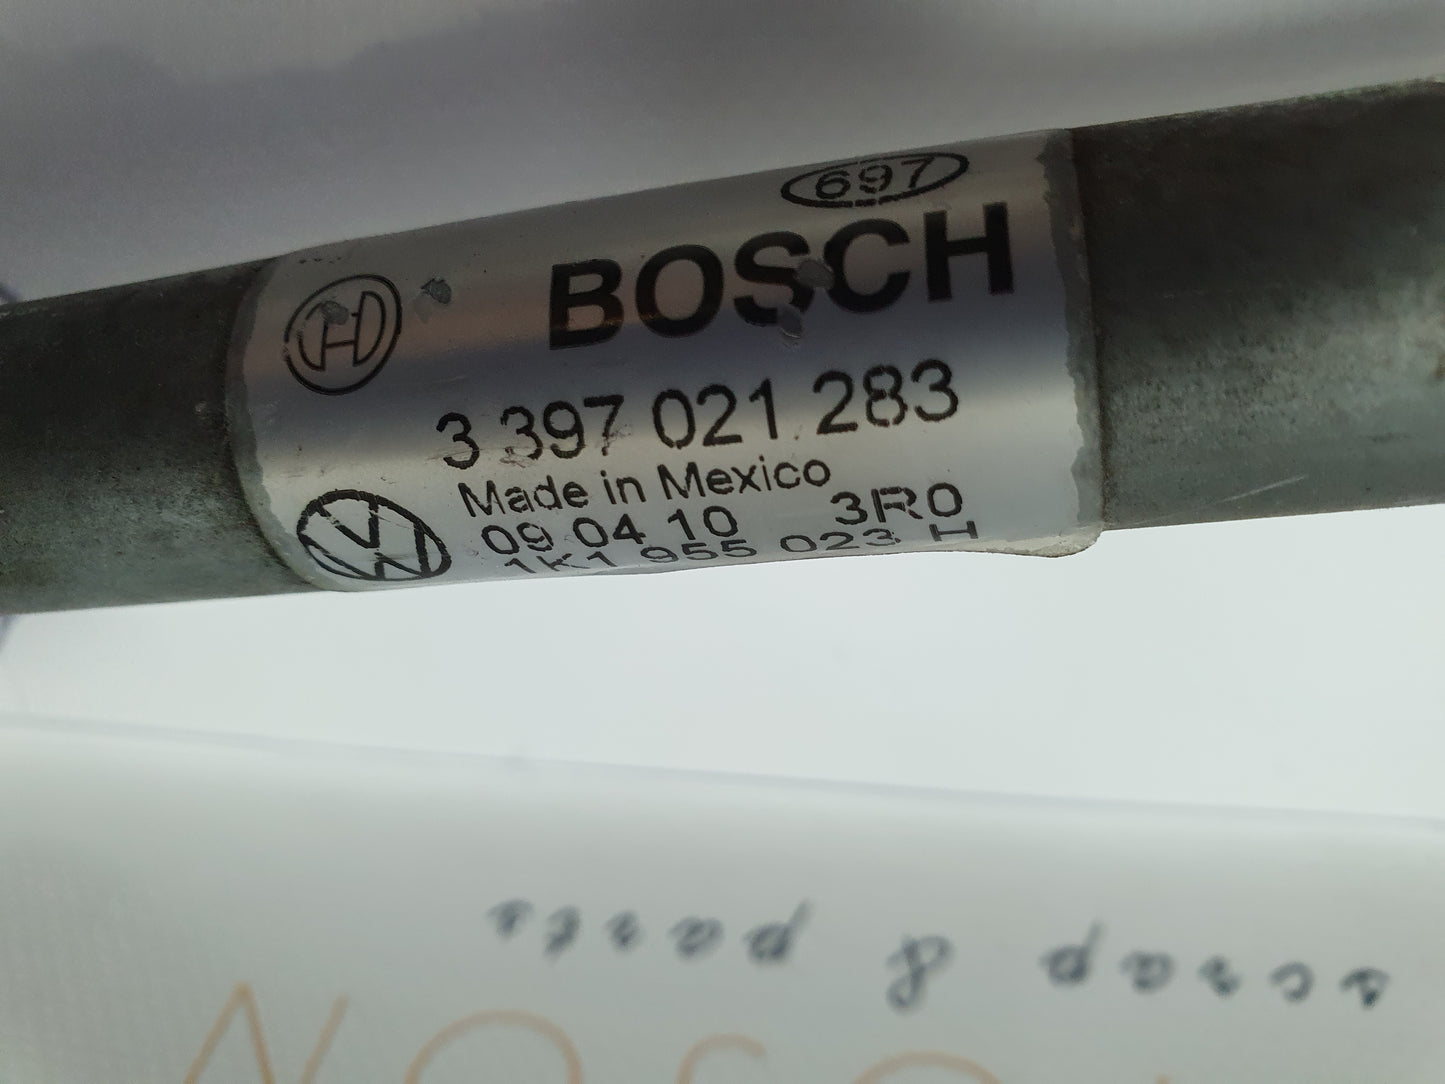 697
BOSCH
3 397 021 283
Made in Mexico
09 04 10 3R0
1K1 955 023 H